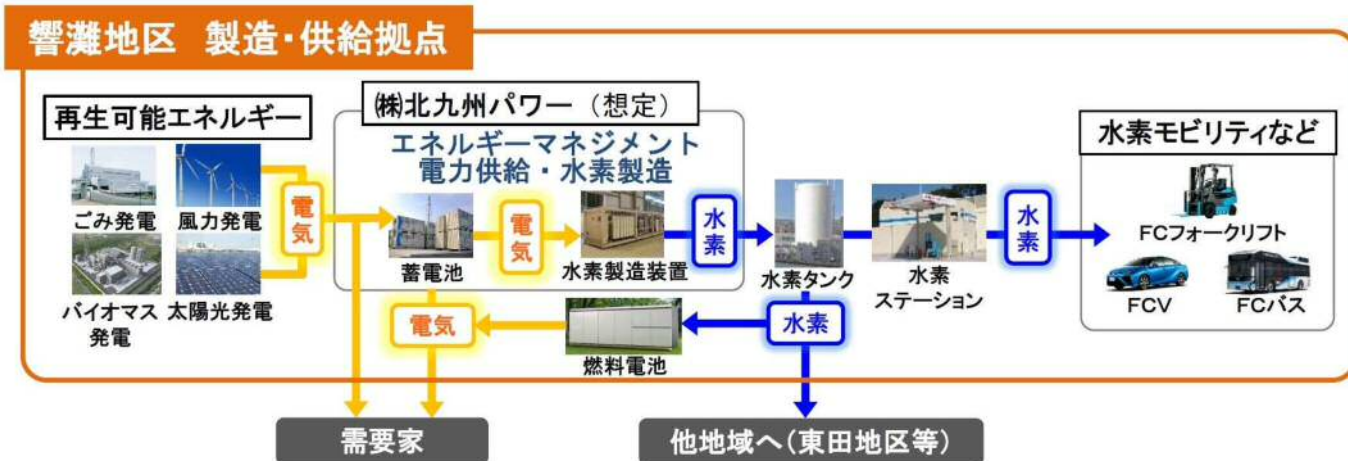 響灘地区 製造・供給拠点
再生可能エネルギー
ごみ発電
風力発電
バイオマス
発電
太陽光発電
電気
㈱北九州パワー（想定）
エネルギーマネジメント
電力供給・水素製造
蓄電池
電気
水素製造装置
水素
水素タンク
水素
ステーション
水素
水素モビリティなど
FCフォークリフト
FCV
FCバス
電気
燃料電池
水素
需要家
他地域へ(東田地区等)